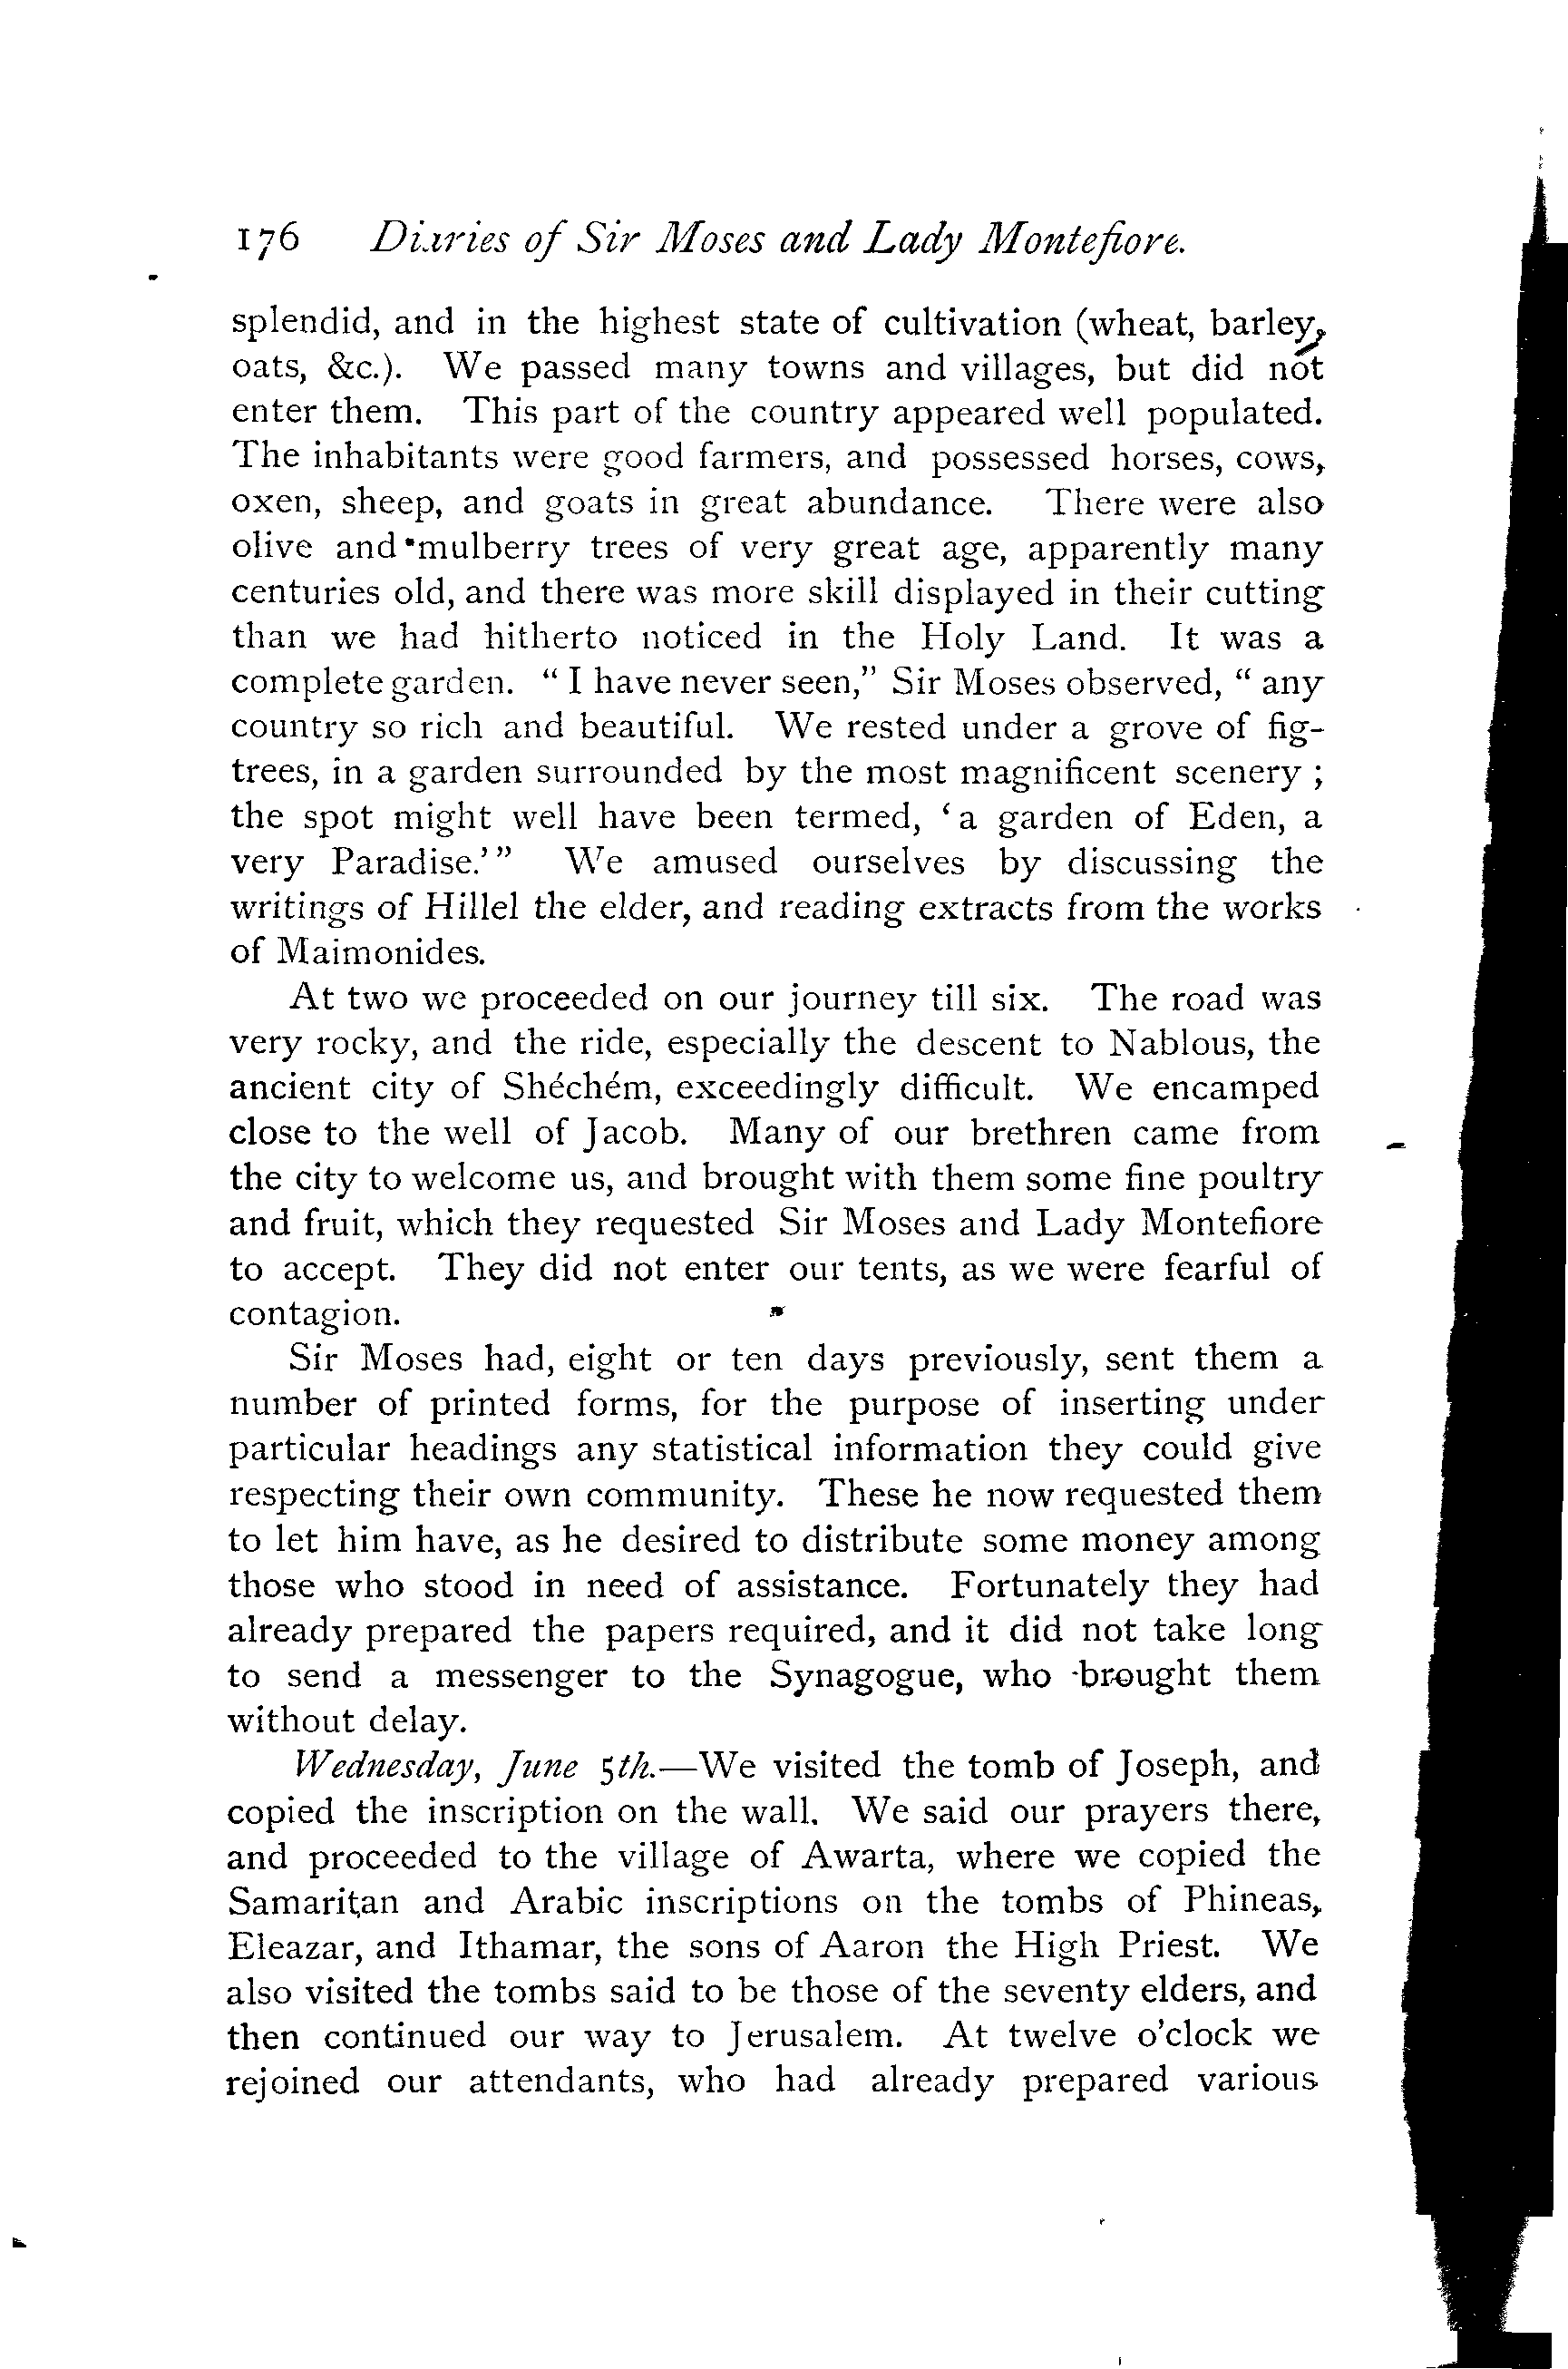 176 Diaries of Sir Moses and Lady Montefiore.
splendid, and in the highest state of cultivation (wheat, barley,
oats, &c.). We passed many towns and villages, but did not
enter them. This part of the country appeared well populated.
The inhabitants were good farmers, and possessed horses, cows,
oxen, sheep, and goats in great abundance. There were also
olive and mulberry trees of very great age, apparently many
centuries old, and there was more skill displayed in their cutting
than we had hitherto noticed in the Holy Land. It was a
complete garden. " I have never seen," Sir Moses observed, " any
country so rich and beautiful. We rested under a grove of fig-
trees, in a garden surrounded by the most magnificent scenery ;
the spot might well have been termed, ' a garden of Eden, a
very Paradise.' " We amused ourselves by discussing the
writings of Hillel the elder, and reading extracts from the works
of Maimonides.
At two we proceeded on our journey till six. The road was
very rocky, and the ride, especially the descent to Nablous, the
ancient city of Shéchém, exceedingly difficult. We encamped
close to the well of Jacob. Many of our brethren came from
the city to welcome us, and brought with them some fine poultry
and fruit, which they requested Sir Moses and Lady Montefiore
to accept. They did not enter our tents, as we were fearful of
contagion.
Sir Moses had, eight or ten days previously, sent them a
number of printed forms, for the purpose of inserting under
particular headings any statistical information they could give
respecting their own community. These he now requested them
to let him have, as he desired to distribute some money among
those who stood in need of assistance. Fortunately they had
already prepared the papers required, and it did not take long
to send a messenger to the Synagogue, who brought them
without delay.
Wednesday, June 5th.—We visited the tomb of Joseph, and
copied the inscription on the wall. We said our prayers there,
and proceeded to the village of Awarta, where we copied the
Samaritan and Arabic inscriptions on the tombs of Phineas,
Eleazar, and Ithamar, the sons of Aaron the High Priest. We
also visited the tombs said to be those of the seventy elders, and
then continued our way to Jerusalem. At twelve o'clock we
rejoined our attendants, who had already prepared various